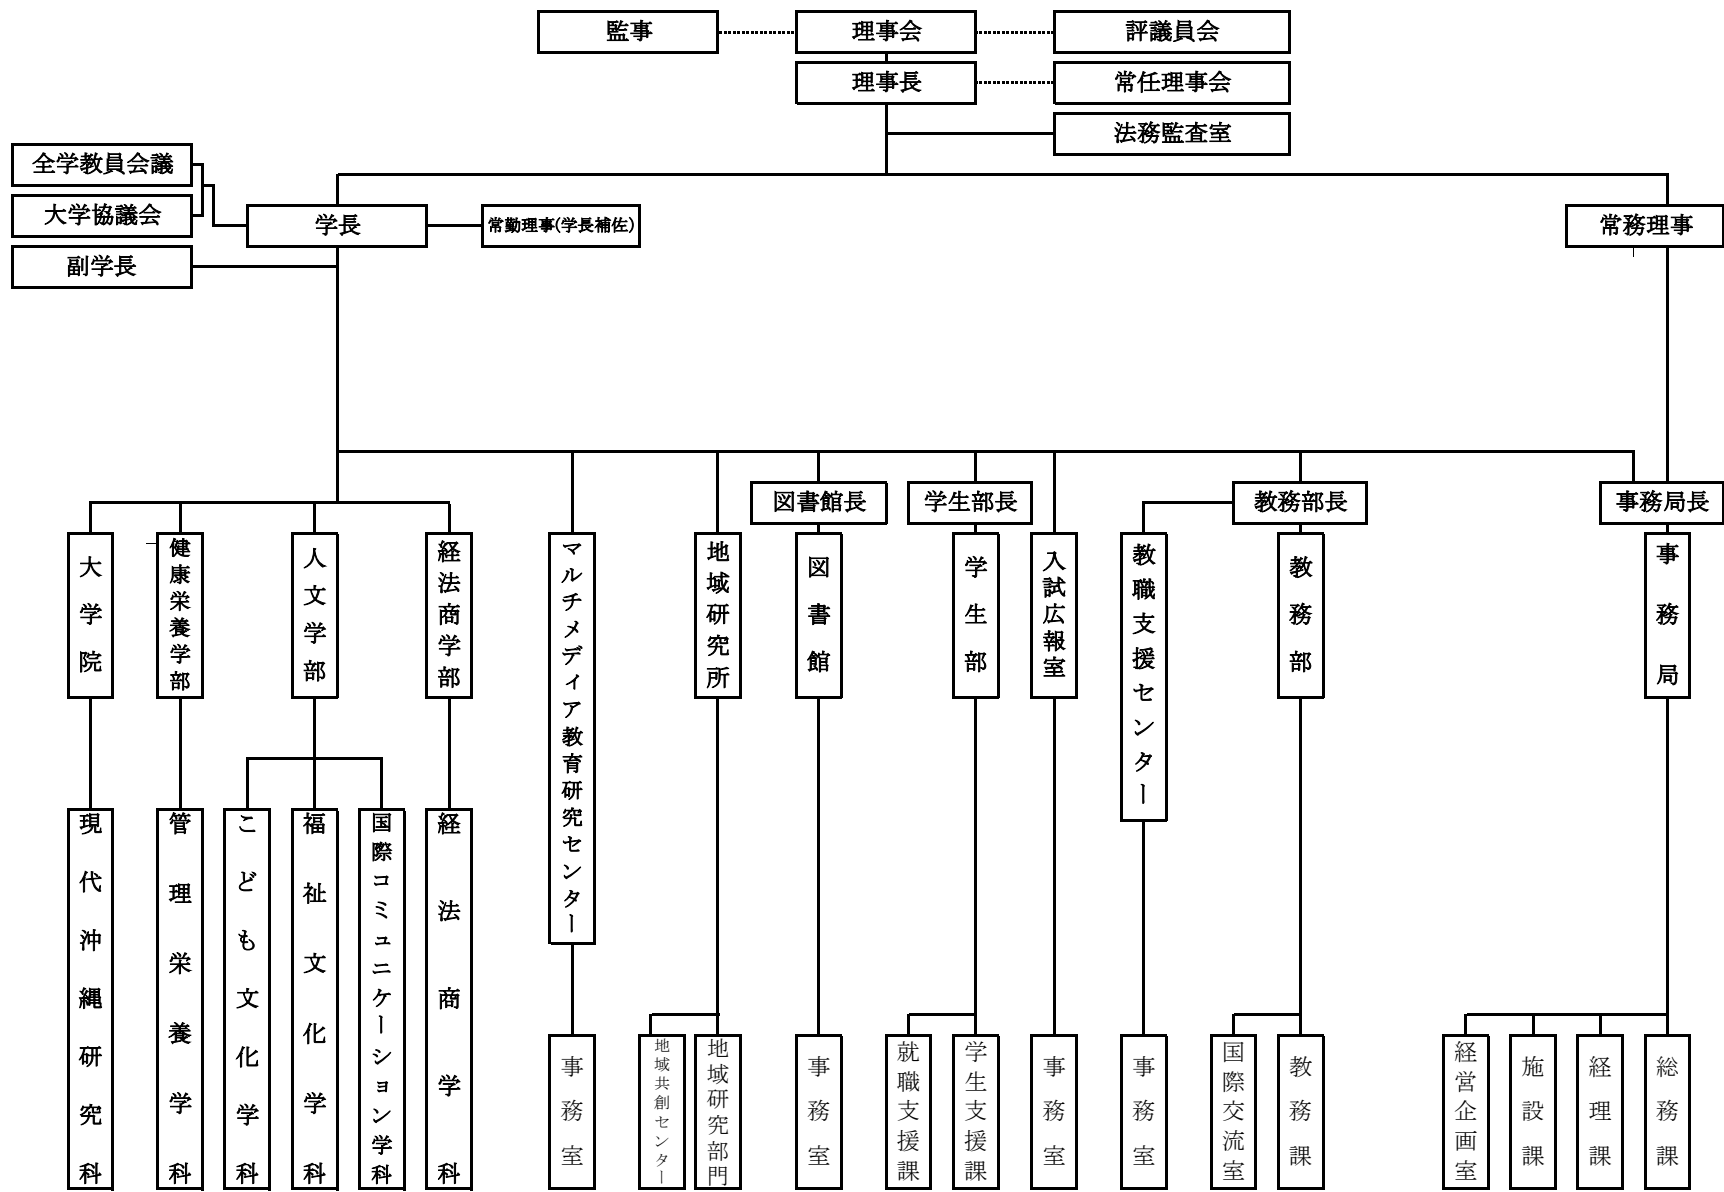 監事
理事会
評議員会
理事長
常任理事会
法務監査室
全学教員会議
大学協議会
学長
常勤理事(学長補佐)
常務理事
副学長
図書館長
学生部長
教務部長
事務局長
大学院
健康栄養学部
人文学部
経法商学部
マルチメディア教育研究センター
地域研究所
図書館
学生部
入試広報室
教職支援センター
教務部
事務局
現代沖縄研究科
管理栄養学科
こども文化学科
福祉文化学科
国際コミュニケーション学科
経法商学科
事務室
地域共創センター
地域研究部門
事務室
就職支援課
学生支援課
事務室
事務室
国際交流室
教務課
経営企画室
施設課
経理課
総務課